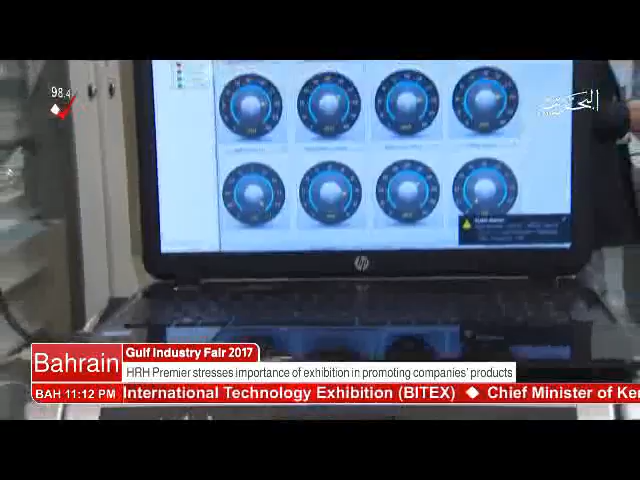 98.4
البحرين
hp
Gulf Industry Fair 2017
Bahrain
HRH Premier stresses importance of exhibition in promoting companies' products
BAH 11:12 PM
International Technology Exhibition (BITEX) ◆ Chief Minister of Ker